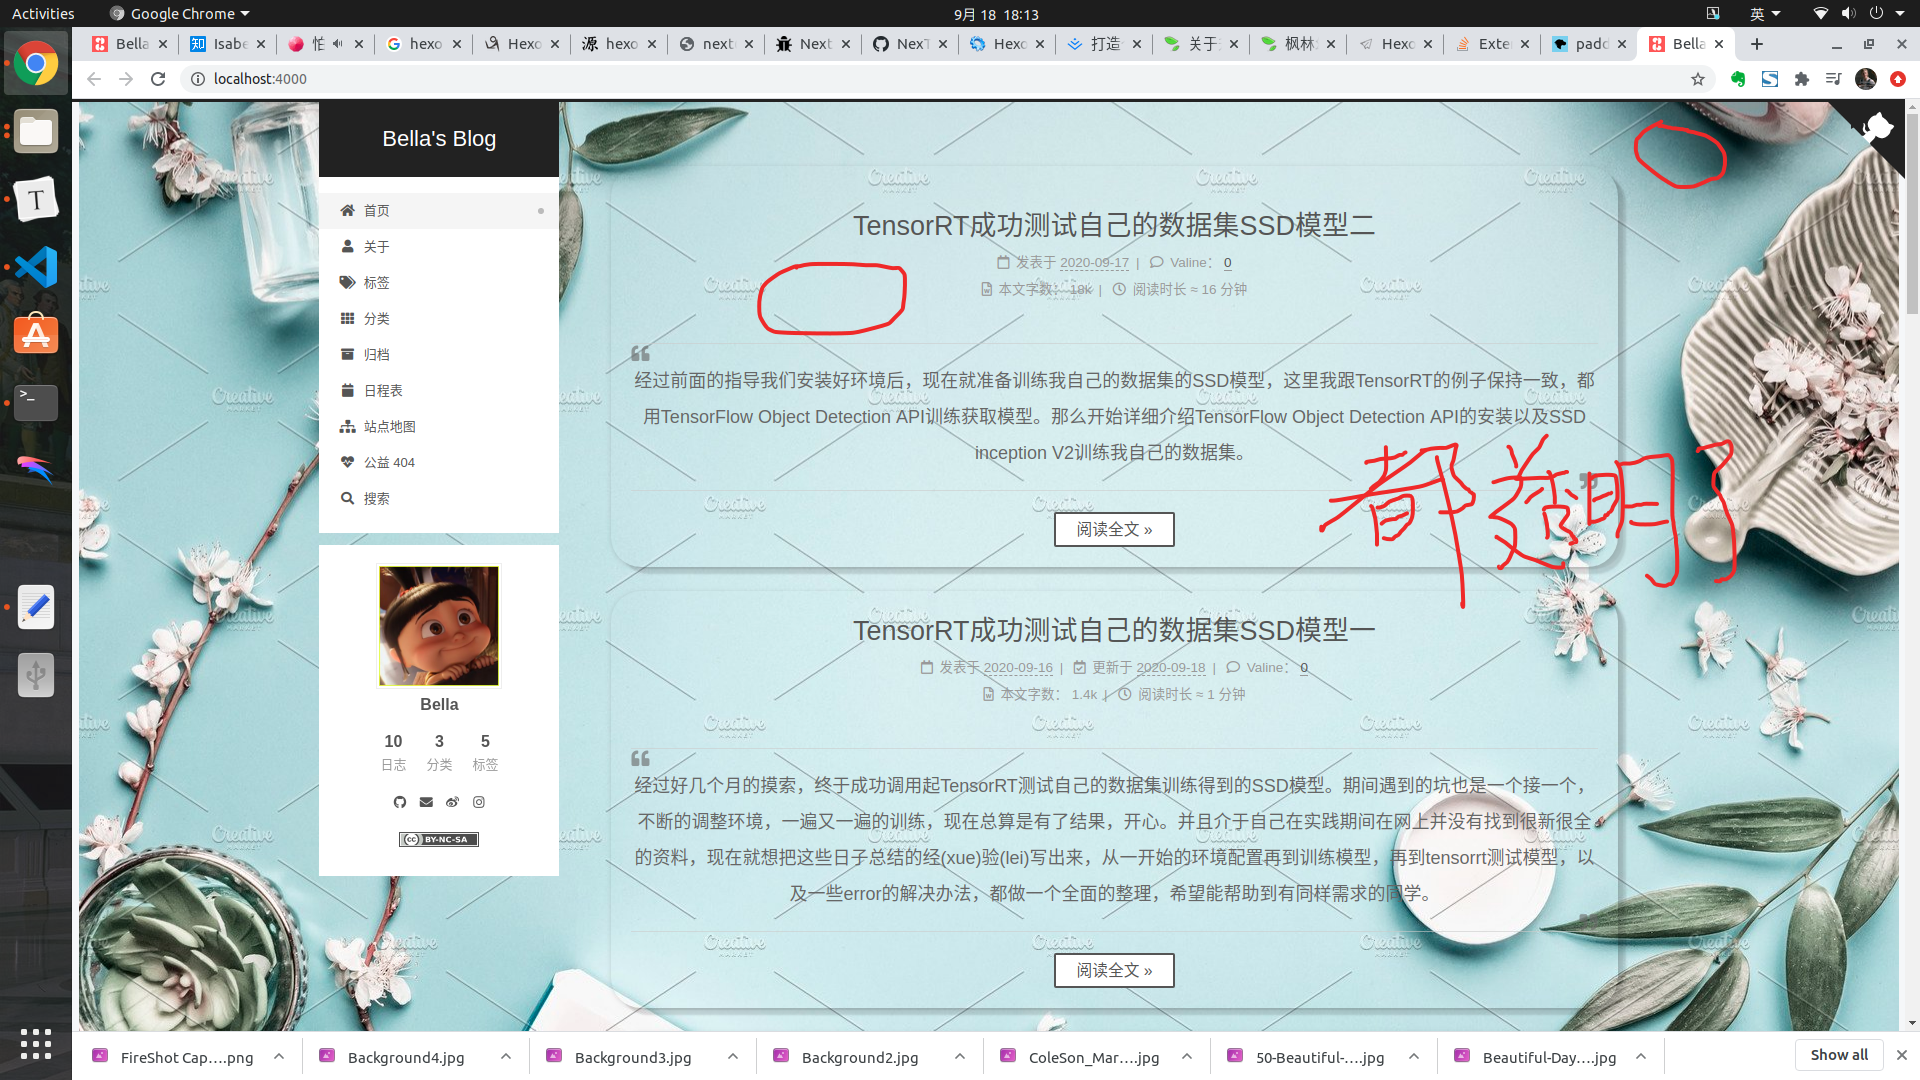 Activities
Google Chrome
9月 18 18:13
英
Bella
Isabe
怕
hexo
Hexo
hexo
next
Next
NexT
Hexo
打造
关于
枫林
Hexo
Exte
padd
Bella
localhost:4000
Bella's Blog
首页
关于
标签
分类
归档
日程表
站点地图
公益 404
搜索
Bella
10 3 5
日志 分类 标签
BY-NC-SA
TensorRT成功测试自己的数据集SSD模型二
发表于 2020-09-17 | Valine： 0
本文字数： 18k | 阅读时长 ≈ 16 分钟
经过前面的指导我们安装好环境后，现在就准备训练我自己的数据集的SSD模型，这里我跟TensorRT的例子保持一致，都
用TensorFlow Object Detection API训练获取模型。那么开始详细介绍TensorFlow Object Detection API的安装以及SSD
inception V2训练我自己的数据集。
阅读全文 »
都透明了
TensorRT成功测试自己的数据集SSD模型一
发表于 2020-09-16 | 更新于 2020-09-18 | Valine： 0
本文字数： 1.4k | 阅读时长 ≈ 1 分钟
经过好几个月的摸索，终于成功调用起TensorRT测试自己的数据集训练得到的SSD模型。期间遇到的坑也是一个接一个，
不断的调整环境，一遍又一遍的训练，现在总算是有了结果，开心。并且介于自己在实践期间在网上并没有找到很新很全
的资料，现在就想把这些日子总结的经(xue)验(lei)写出来，从一开始的环境配置再到训练模型，再到tensorrt测试模型，以
及一些error的解决办法，都做一个全面的整理，希望能帮助到有同样需求的同学。
阅读全文 »
Creative MARKET
FireShot Cap....png
Background4.jpg
Background3.jpg
Background2.jpg
ColeSon_Mar....jpg
50-Beautiful-....jpg
Beautiful-Day....jpg
Show all